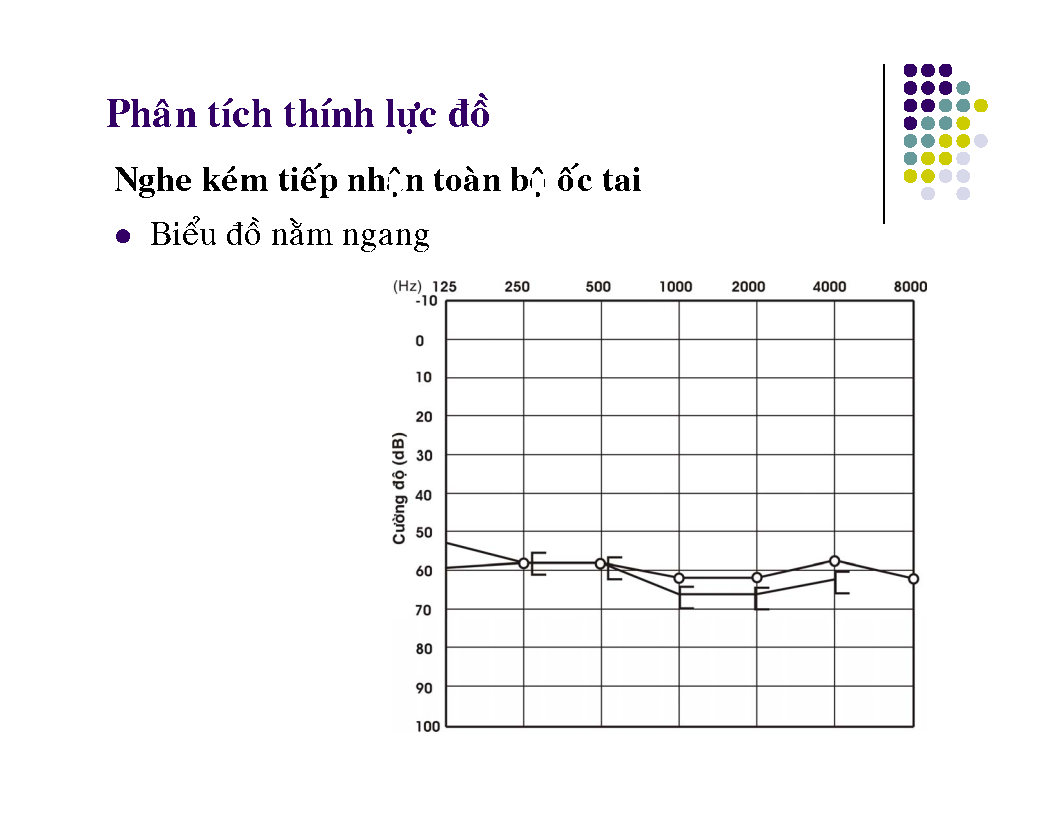 Phân tích thính lực đồ
Nghe kém tiếp nhận toàn bộ ốc tai
Biểu đồ nằm ngang
(Hz) 125 250 500 1000 2000 4000 8000
-10
0
10
20
30
40
50
60
70
80
90
100
Cường độ (dB)